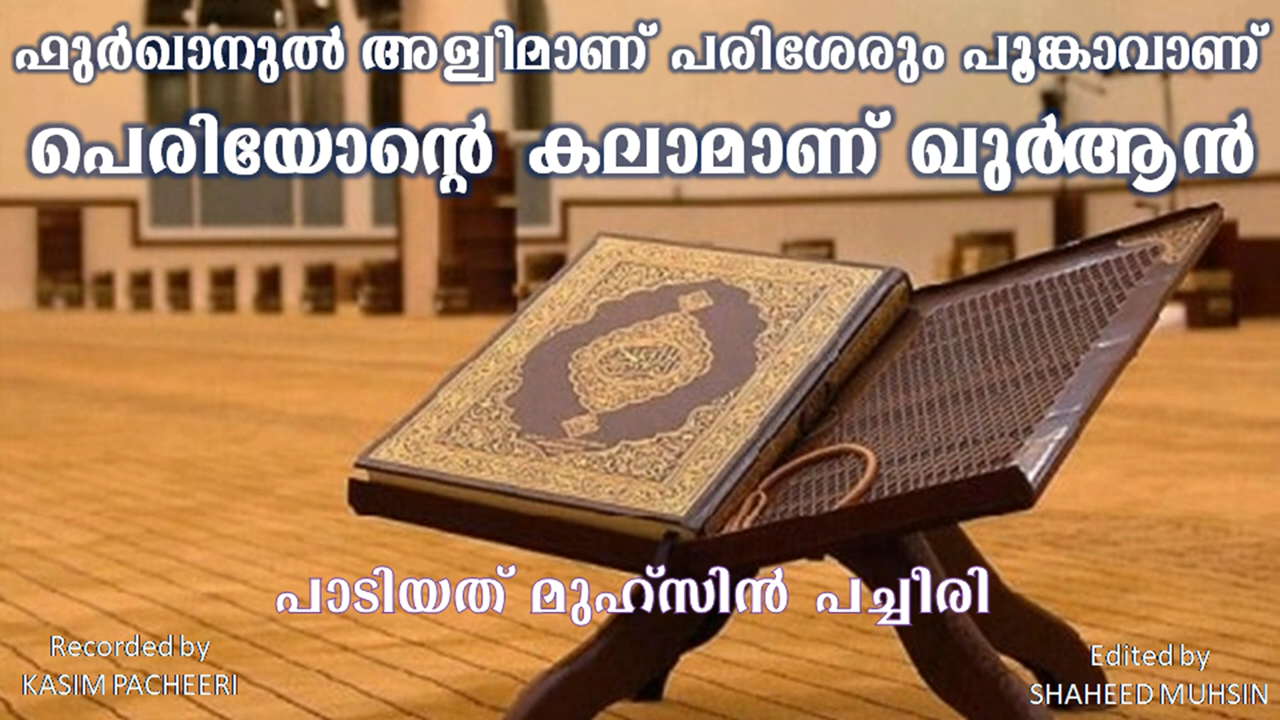 ഫുർഖാനുൽ അള്വീമാണ് പരിശേരും പൂങ്കാവാണ്
പെരിയോന്റെ കലാമാണ് ഖുർആൻ
പാടിയത് മുഹ്സിൻ പച്ചീരി
Recorded by
KASIM PACHEERI
Edited by
SHAHEED MUHSIN